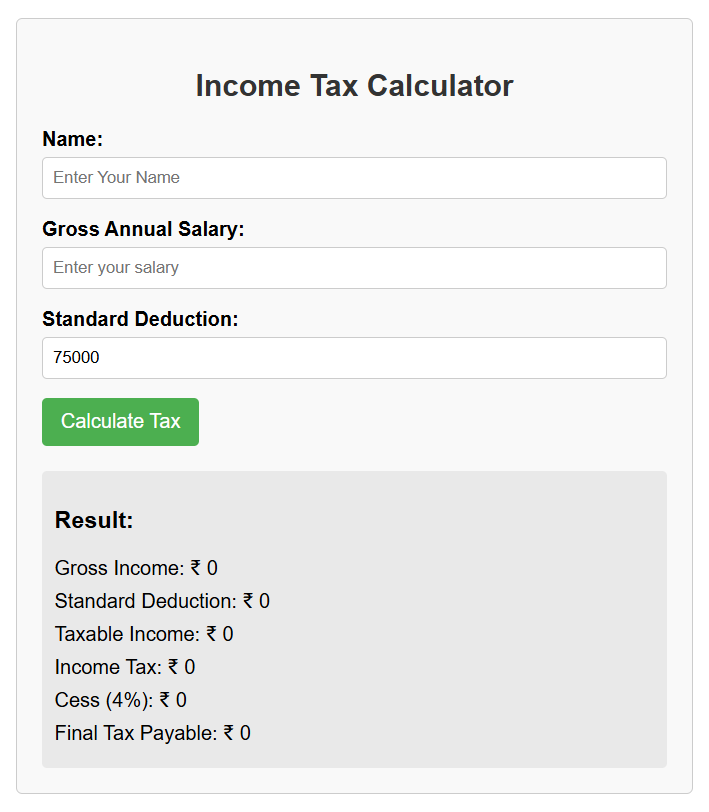 Income Tax Calculator
Name:
Enter Your Name
Gross Annual Salary:
Enter your salary
Standard Deduction:
75000
Calculate Tax
Result:
Gross Income: ₹ 0
Standard Deduction: ₹ 0
Taxable Income: ₹ 0
Income Tax: ₹ 0
Cess (4%): ₹ 0
Final Tax Payable: ₹ 0